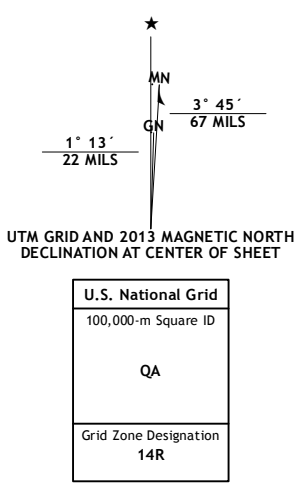 ★
MN
GN
3° 45´
67 MILS
1° 13´
22 MILS
UTM GRID AND 2013 MAGNETIC NORTH
DECLINATION AT CENTER OF SHEET
U.S. National Grid
100,000-m Square ID
QA
Grid Zone Designation
14R